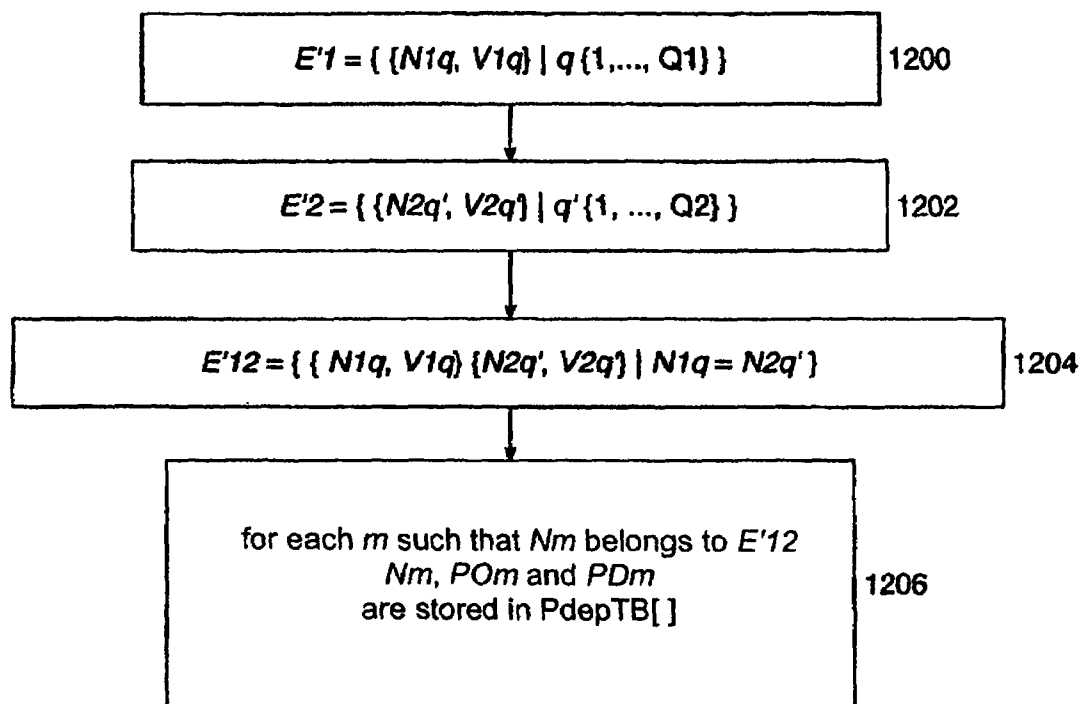 E'1 = { {N1q, V1q} | q {1,..., Q1} }
1200
E'2 = { {N2q', V2q'} | q' {1, ..., Q2} }
1202
E'12 = { { N1q, V1q} {N2q', V2q'} | N1q = N2q' }
1204
for each m such that Nm belongs to E'12
Nm, POm and PDm
are stored in PdepTB[ ]
1206